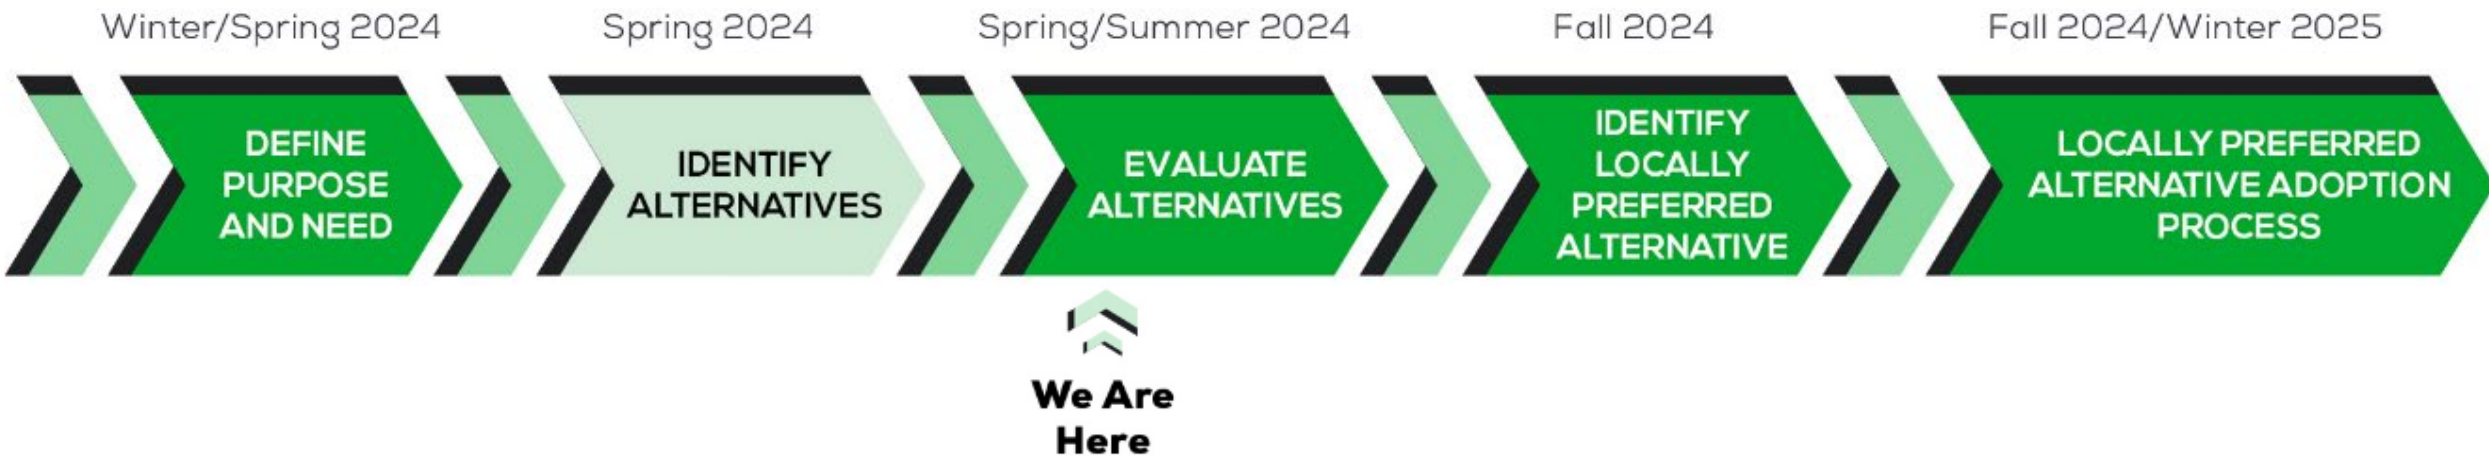 Winter/Spring 2024
Spring 2024
Spring/Summer 2024
Fall 2024
Fall 2024/Winter 2025
DEFINE
PURPOSE
AND NEED
IDENTIFY
ALTERNATIVES
EVALUATE
ALTERNATIVES
IDENTIFY
LOCALLY
PREFERRED
ALTERNATIVE
LOCALLY PREFERRED
ALTERNATIVE ADOPTION
PROCESS
We Are
Here